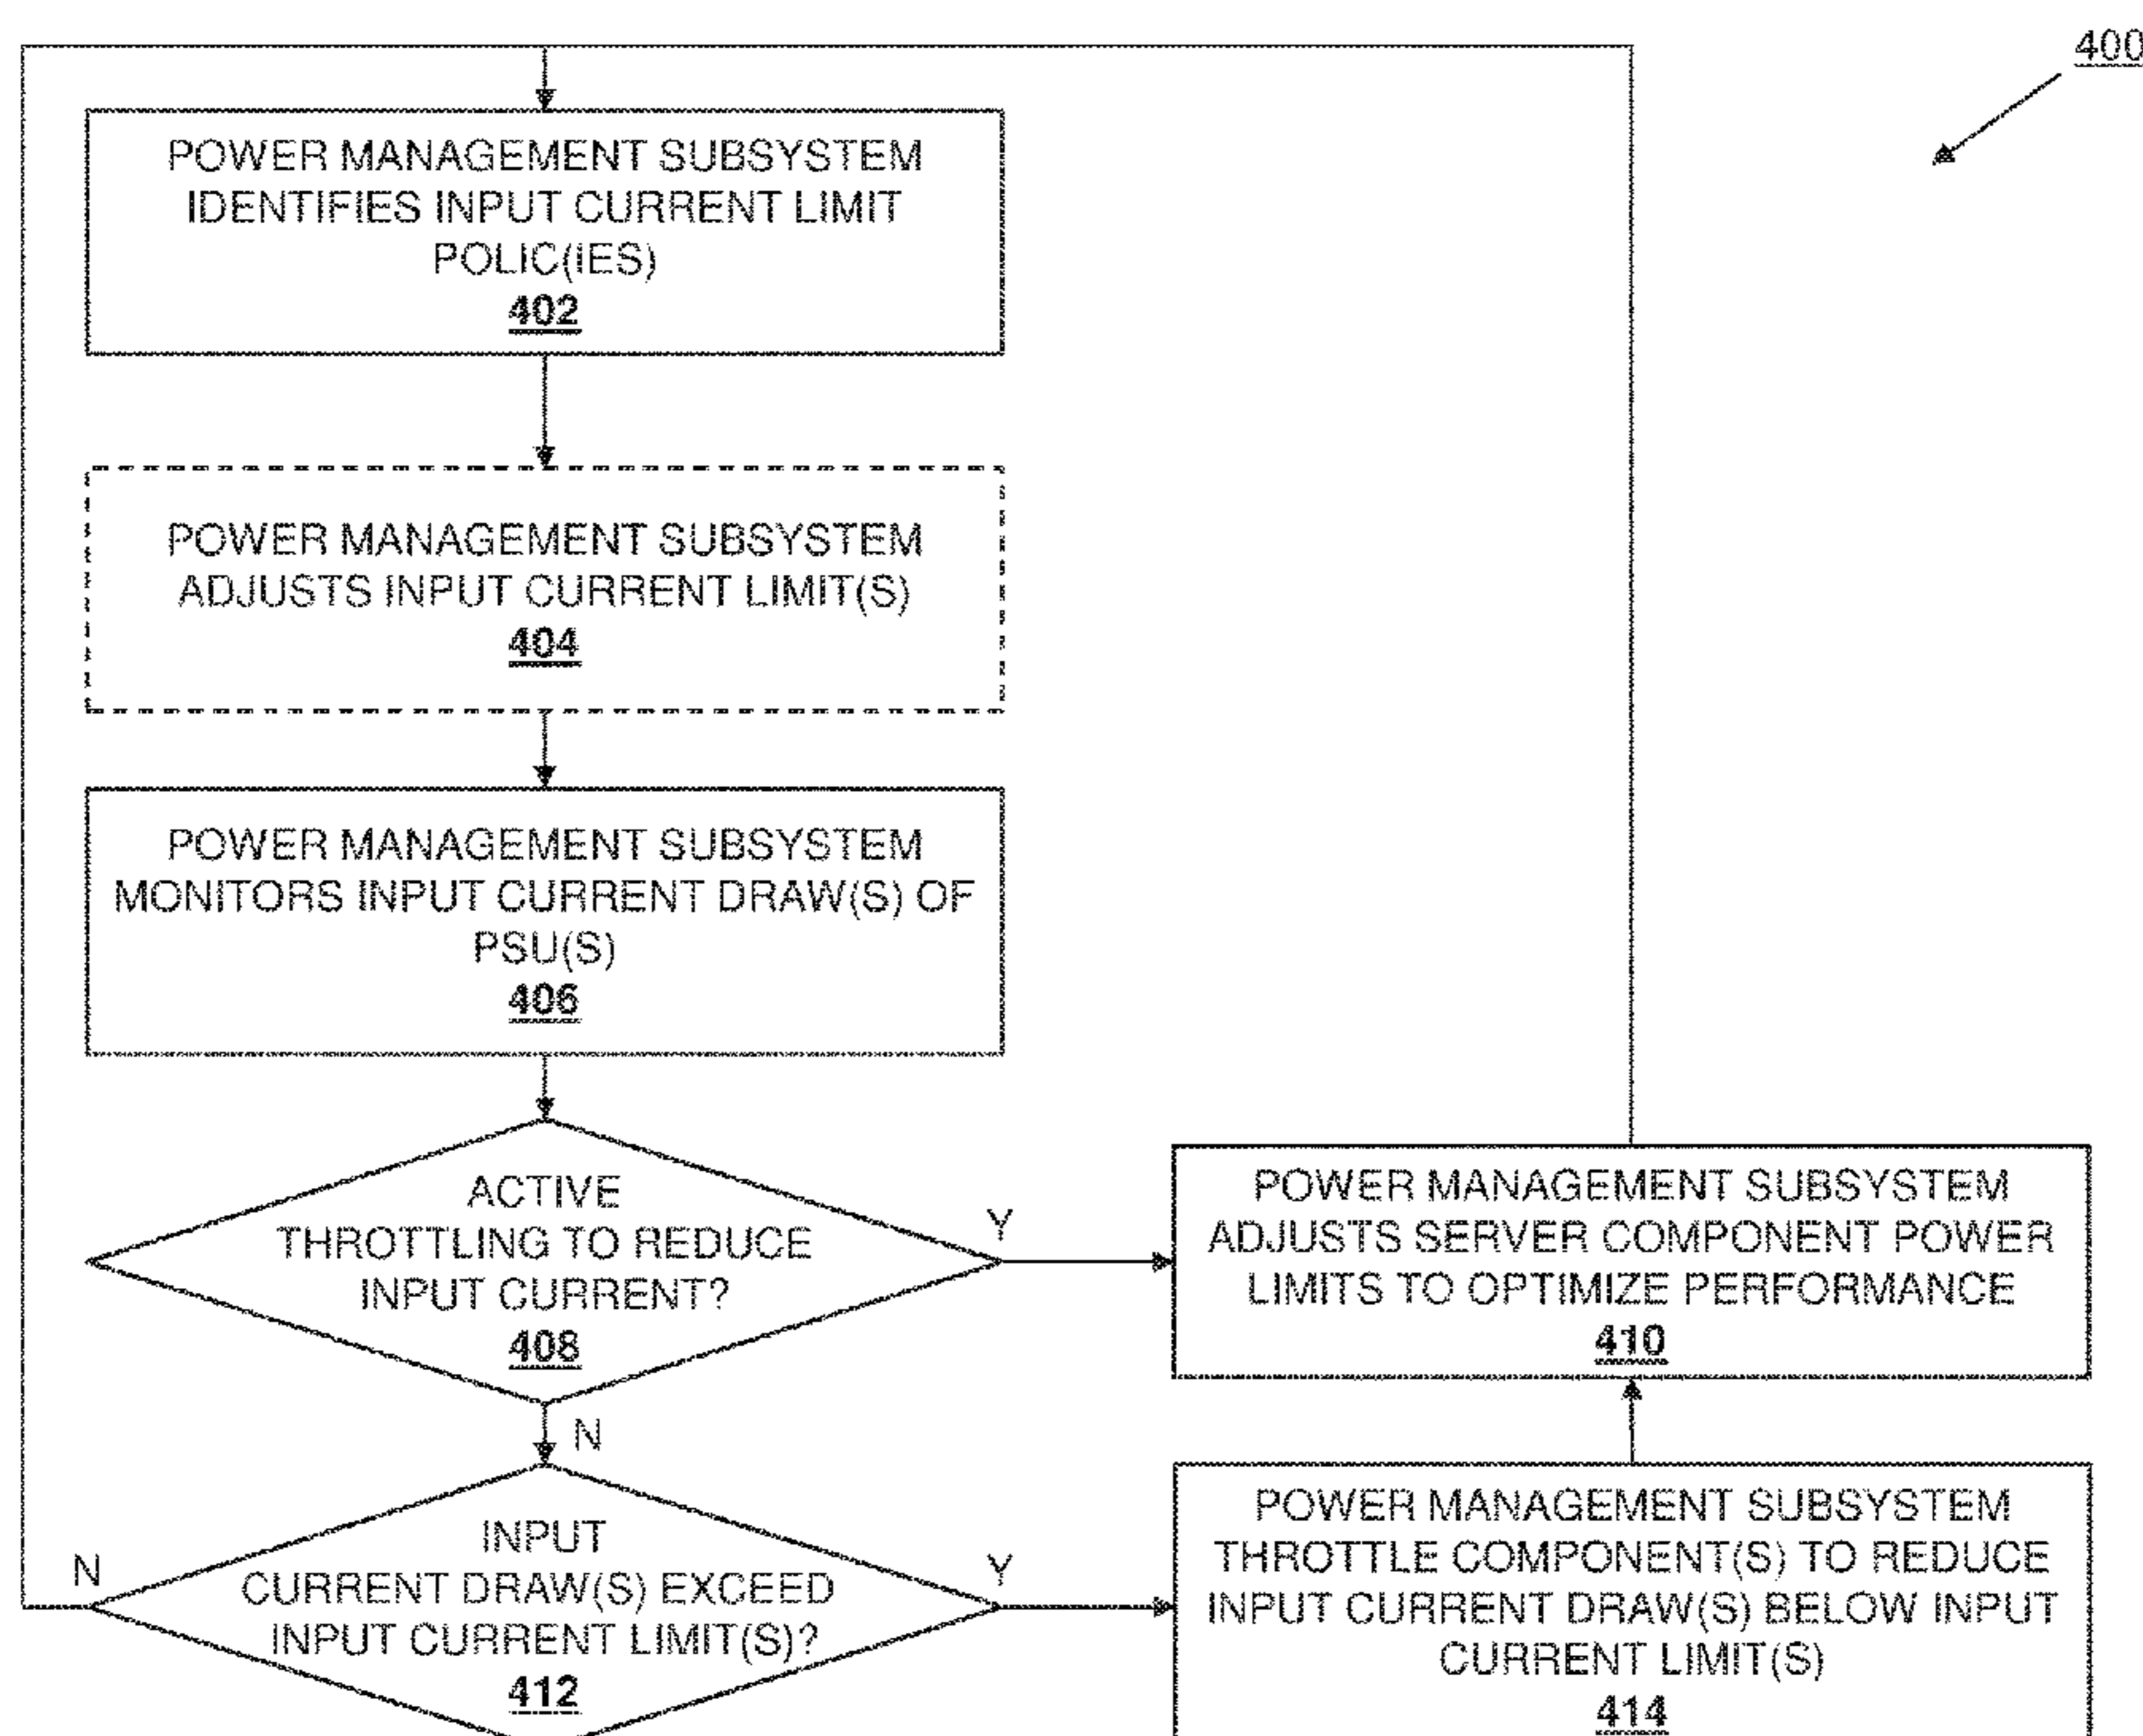 400
POWER MANAGEMENT SUBSYSTEM
IDENTIFIES INPUT CURRENT LIMIT
POLIC(IES)
402
POWER MANAGEMENT SUBSYSTEM
ADJUSTS INPUT CURRENT LIMIT(S)
404
POWER MANAGEMENT SUBSYSTEM
MONITORS INPUT CURRENT DRAW(S) OF
PSU(S)
406
ACTIVE
THROTTLING TO REDUCE
INPUT CURRENT?
408
Y
N
POWER MANAGEMENT SUBSYSTEM
ADJUSTS SERVER COMPONENT POWER
LIMITS TO OPTIMIZE PERFORMANCE
410
INPUT
CURRENT DRAW(S) EXCEED
INPUT CURRENT LIMIT(S)?
412
N
Y
POWER MANAGEMENT SUBSYSTEM
THROTTLE COMPONENT(S) TO REDUCE
INPUT CURRENT DRAW(S) BELOW INPUT
CURRENT LIMIT(S)
414